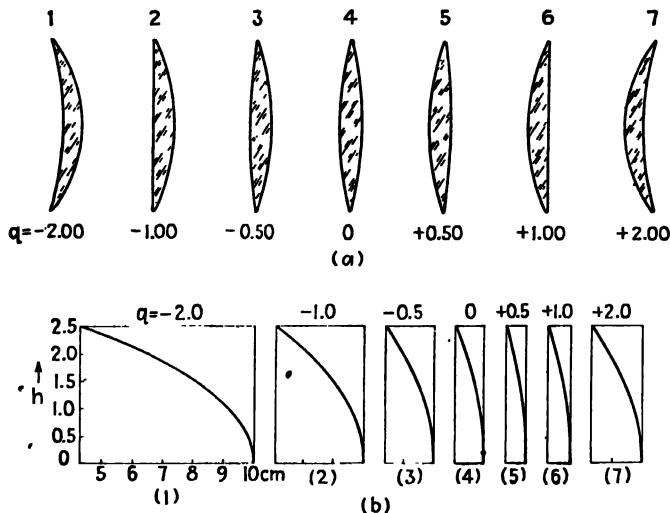 1 2 3 4 5 6 7
q=-2.00 -1.00 -0.50 0 +0.50 +1.00 +2.00
(a)
q=-2.0 -1.0 -0.5 0 +0.5 +1.0 +2.0
2.5
2.0
1.5
h
1.0
0.5
0
5 6 7 8 9 10cm
(1) (2) (3) (4) (5) (6) (7)
(b)